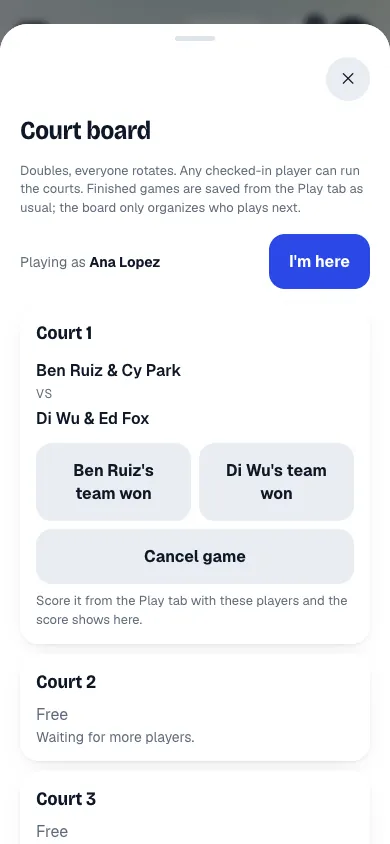 Court board
Doubles, everyone rotates. Any checked-in player can run
the courts. Finished games are saved from the Play tab as
usual; the board only organizes who plays next.
Playing as Ana Lopez
I'm here
Court 1
Ben Ruiz & Cy Park
VS
Di Wu & Ed Fox
Ben Ruiz's
team won
Di Wu's team
won
Cancel game
Score it from the Play tab with these players and the
score shows here.
Court 2
Free
Waiting for more players.
Court 3
Free